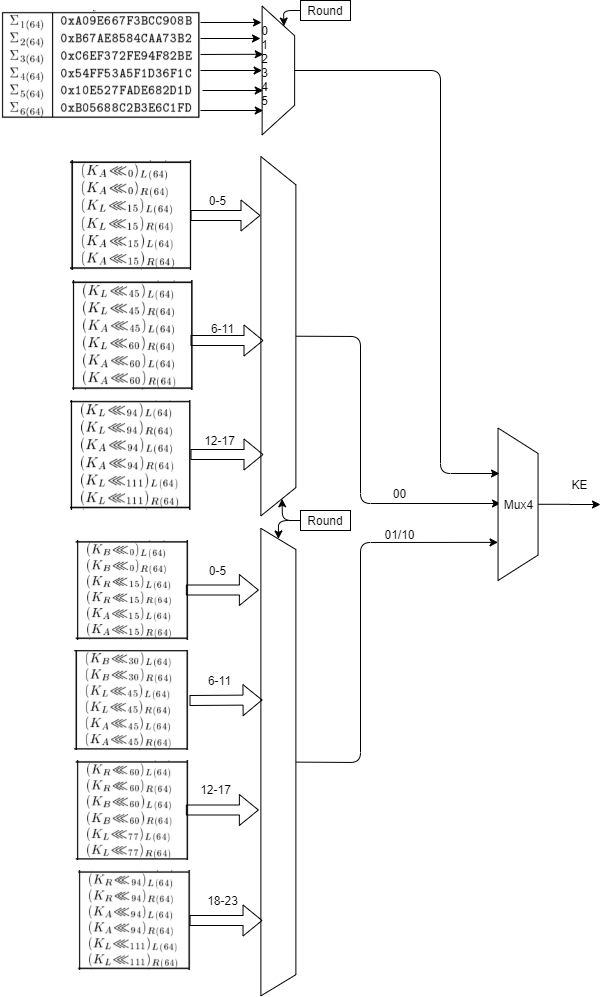 Σ1(64) 0xA09E667F3BCC908B
Σ2(64) 0xB67AE8584CAA73B2
Σ3(64) 0xC6EF372FE94F82BE
Σ4(64) 0x54FF53A5F1D36F1C
Σ5(64) 0x10E527FADE682D1D
Σ6(64) 0xB05688C2B3E6C1FD
0
1
2
3
4
5
Round
(KA⋘0)L(64)
(KA⋘0)R(64)
(KL⋘15)L(64)
(KL⋘15)R(64)
(KA⋘15)L(64)
(KA⋘15)R(64)
0-5
(KL⋘45)L(64)
(KL⋘45)R(64)
(KA⋘45)L(64)
(KL⋘60)R(64)
(KA⋘60)L(64)
(KA⋘60)R(64)
6-11
(KL⋘94)L(64)
(KL⋘94)R(64)
(KA⋘94)L(64)
(KA⋘94)R(64)
(KL⋘111)L(64)
(KL⋘111)R(64)
12-17
00
Mux4
KE
Round
01/10
(KB⋘0)L(64)
(KB⋘0)R(64)
(KR⋘15)L(64)
(KR⋘15)R(64)
(KA⋘15)L(64)
(KA⋘15)R(64)
0-5
(KB⋘30)L(64)
(KB⋘30)R(64)
(KL⋘45)L(64)
(KL⋘45)R(64)
(KA⋘45)L(64)
(KA⋘45)R(64)
6-11
(KR⋘60)L(64)
(KR⋘60)R(64)
(KB⋘60)L(64)
(KB⋘60)R(64)
(KL⋘77)L(64)
(KL⋘77)R(64)
12-17
(KR⋘94)L(64)
(KR⋘94)R(64)
(KA⋘94)L(64)
(KA⋘94)R(64)
(KL⋘111)L(64)
(KL⋘111)R(64)
18-23